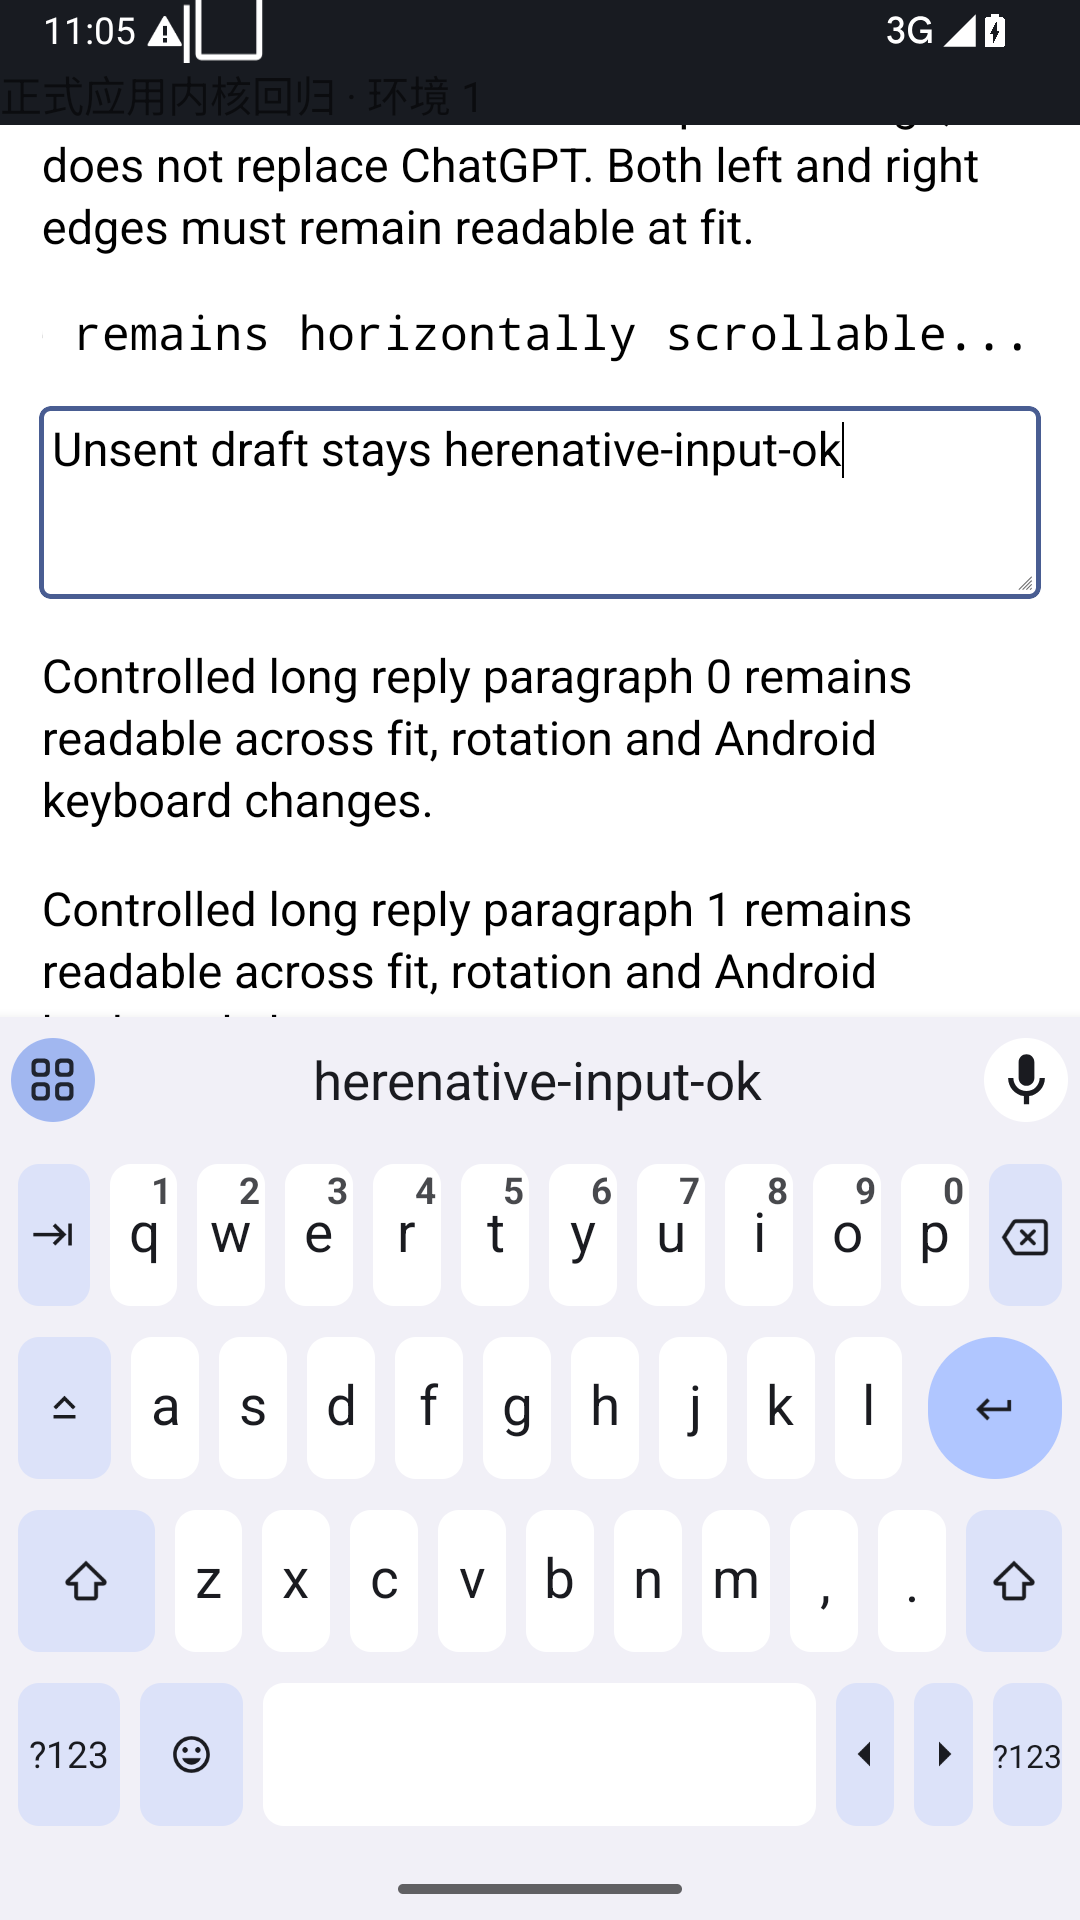 11:05
3G
正式应用内核回归 · 环境 1
does not replace ChatGPT. Both left and right
edges must remain readable at fit.
remains horizontally scrollable...
Unsent draft stays herenative-input-ok
Controlled long reply paragraph 0 remains
readable across fit, rotation and Android
keyboard changes.
Controlled long reply paragraph 1 remains
readable across fit, rotation and Android
herenative-input-ok
1 2 3 4 5 6 7 8 9 0
q w e r t y u i o p
a s d f g h j k l
z x c v b n m , .
?123 ?123